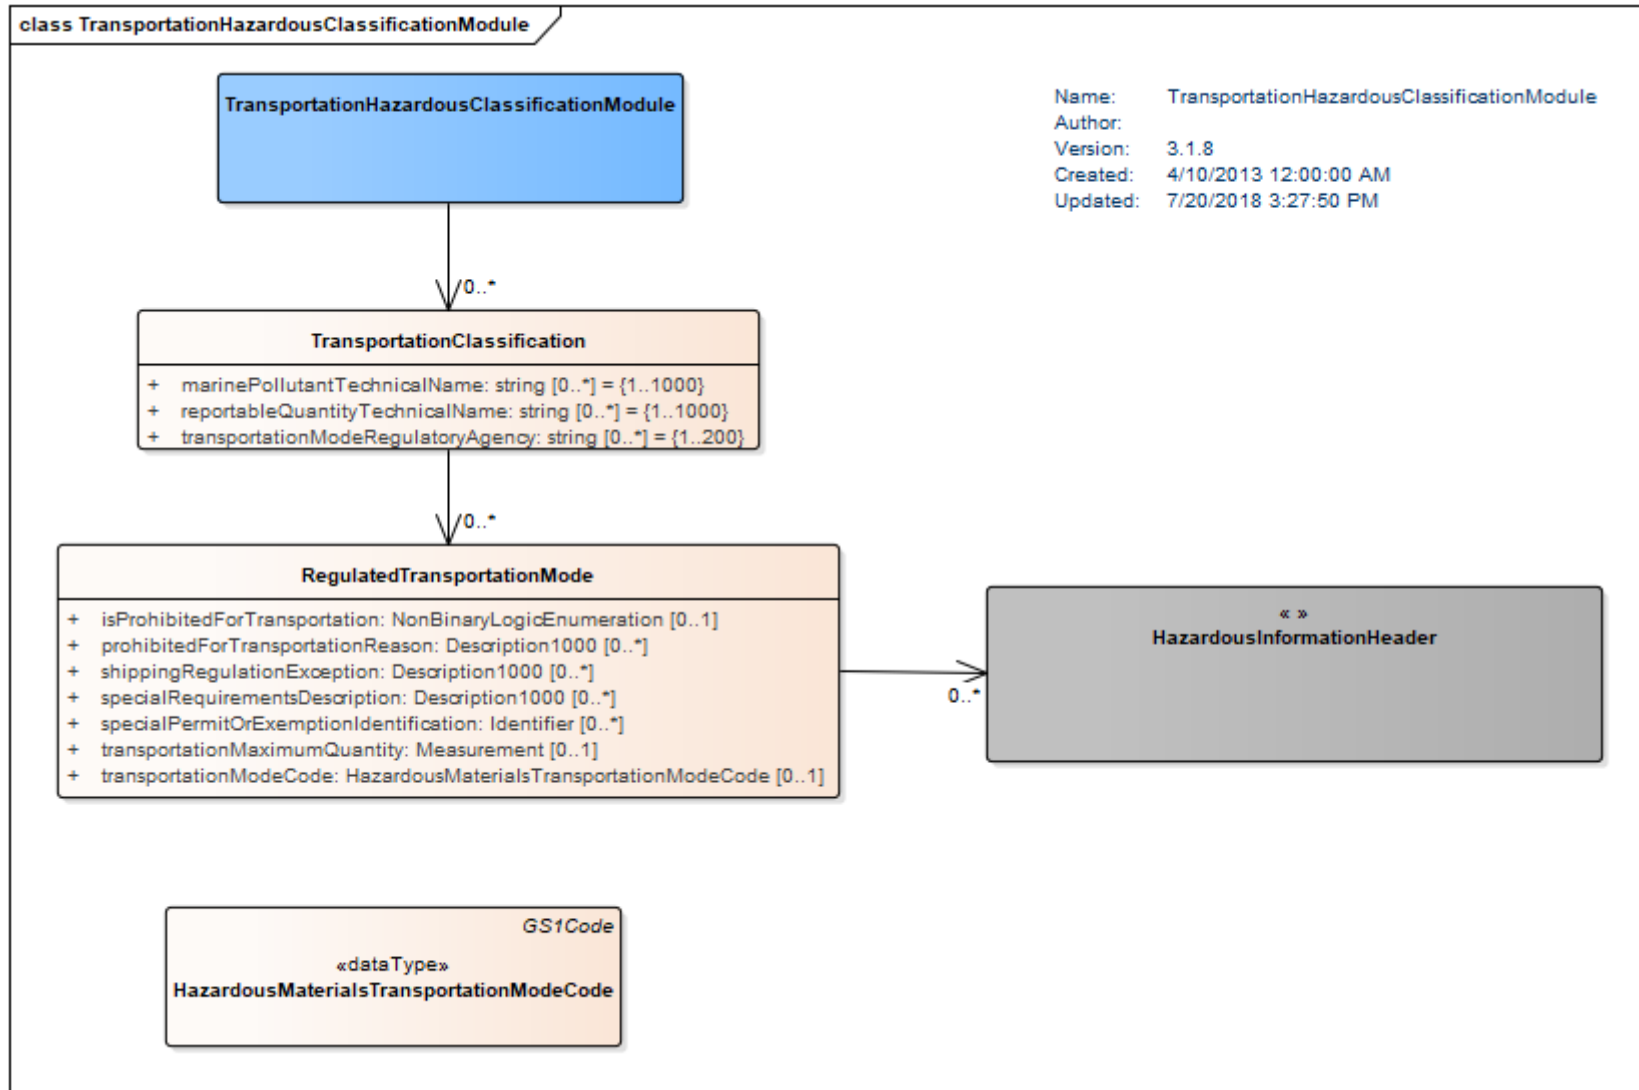 class TransportationHazardousClassificationModule
TransportationHazardousClassificationModule
Name: TransportationHazardousClassificationModule
Author:
Version: 3.1.8
Created: 4/10/2013 12:00:00 AM
Updated: 7/20/2018 3:27:50 PM
0..*
TransportationClassification
+ marinePollutantTechnicalName: string [0..*] = {1..1000}
+ reportableQuantityTechnicalName: string [0..*] = {1..1000}
+ transportationModeRegulatoryAgency: string [0..*] = {1..200}
0..*
RegulatedTransportationMode
+ isProhibitedForTransportation: NonBinaryLogicEnumeration [0..1]
+ prohibitedForTransportationReason: Description1000 [0..*]
+ shippingRegulationException: Description1000 [0..*]
+ specialRequirementsDescription: Description1000 [0..*]
+ specialPermitOrExemptionIdentification: Identifier [0..*]
+ transportationMaximumQuantity: Measurement [0..1]
+ transportationModeCode: HazardousMaterialsTransportationModeCode [0..1]
0..*
« »
HazardousInformationHeader
GS1Code
«dataType»
HazardousMaterialsTransportationModeCode